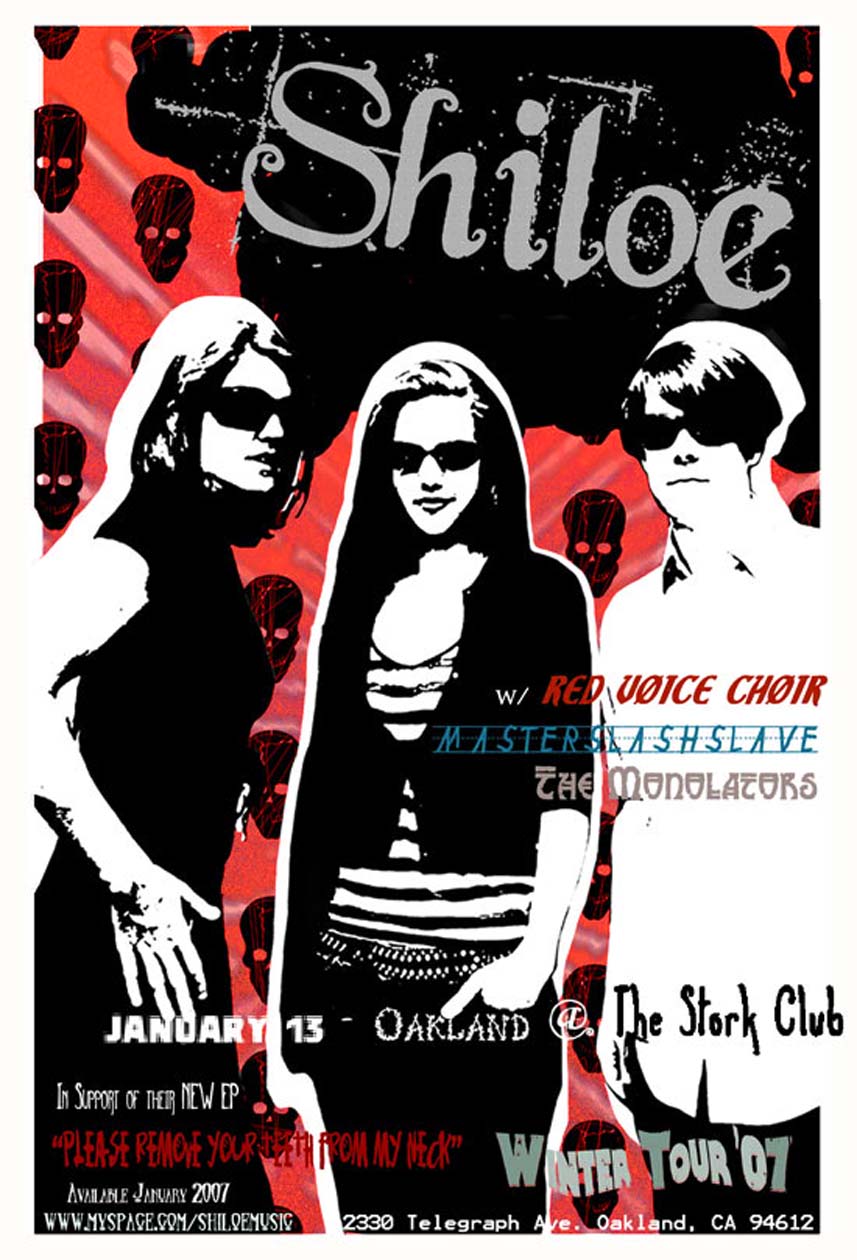 Shiloe
w/ RED VØICE CHØIR
MASTERSLASHSLAVE
The Monolators
JANUARY 13 - Oakland @. The Stork Club
In Support of their NEW EP
"PLEASE REMOVE YOUR TEETH FROM MY NECK"
Winter Tour '07
Available January 2007
WWW.MYSPACE.COM/SHILOEMUSIC
2330 Telegraph Ave. Oakland, CA 94612